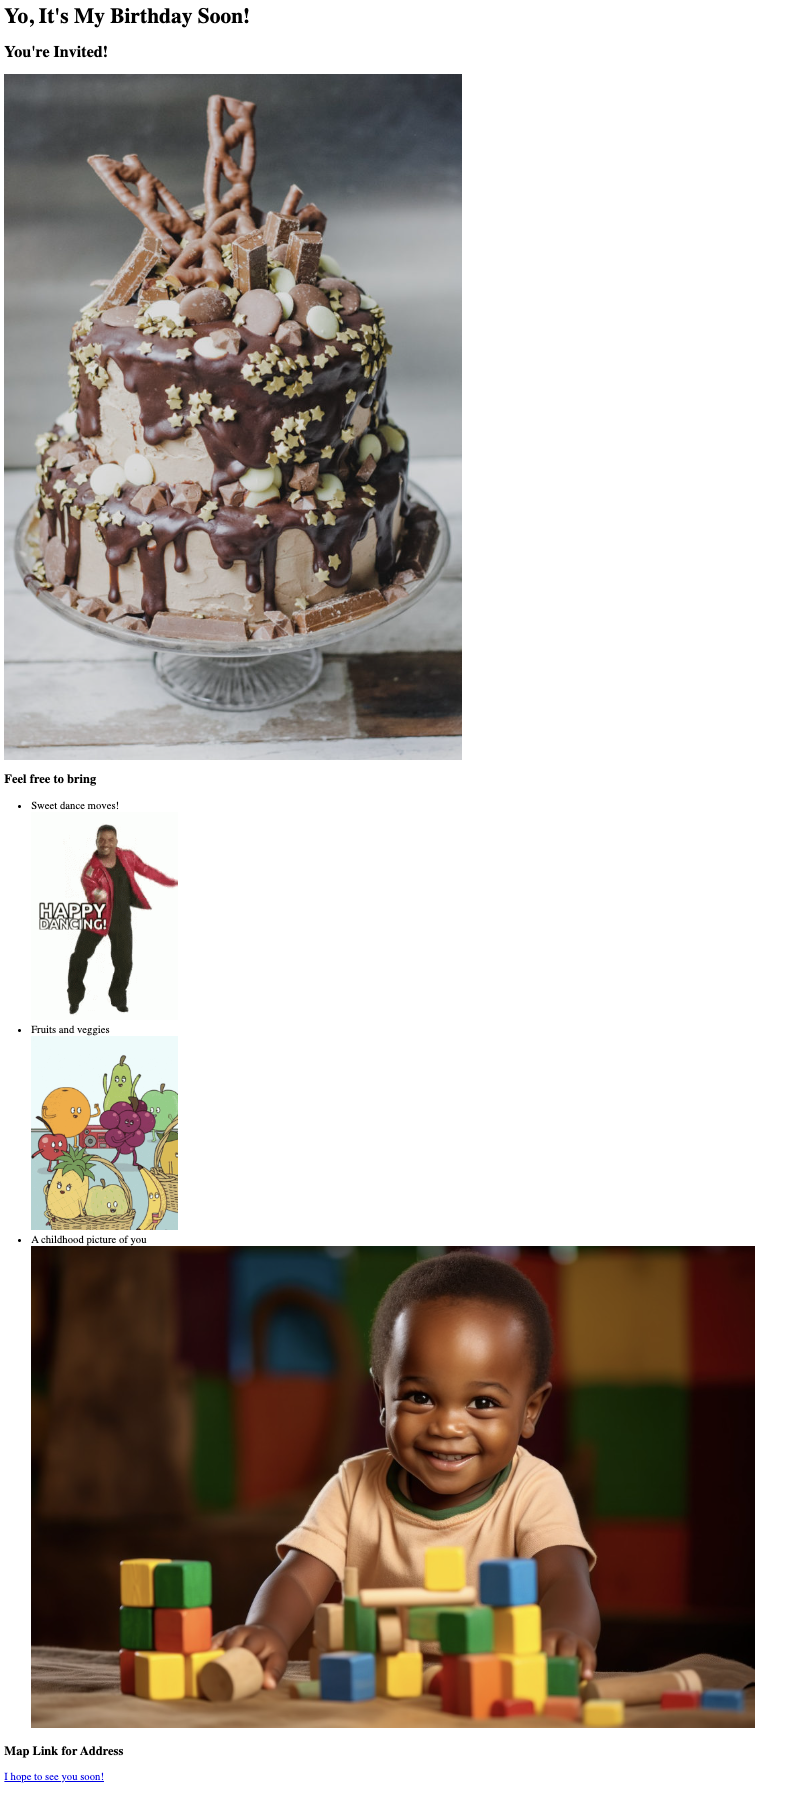 Yo, It's My Birthday Soon!
You're Invited!
Feel free to bring
Sweet dance moves!
HAPPY
DANCING!
Fruits and veggies
A childhood picture of you
Map Link for Address
I hope to see you soon!